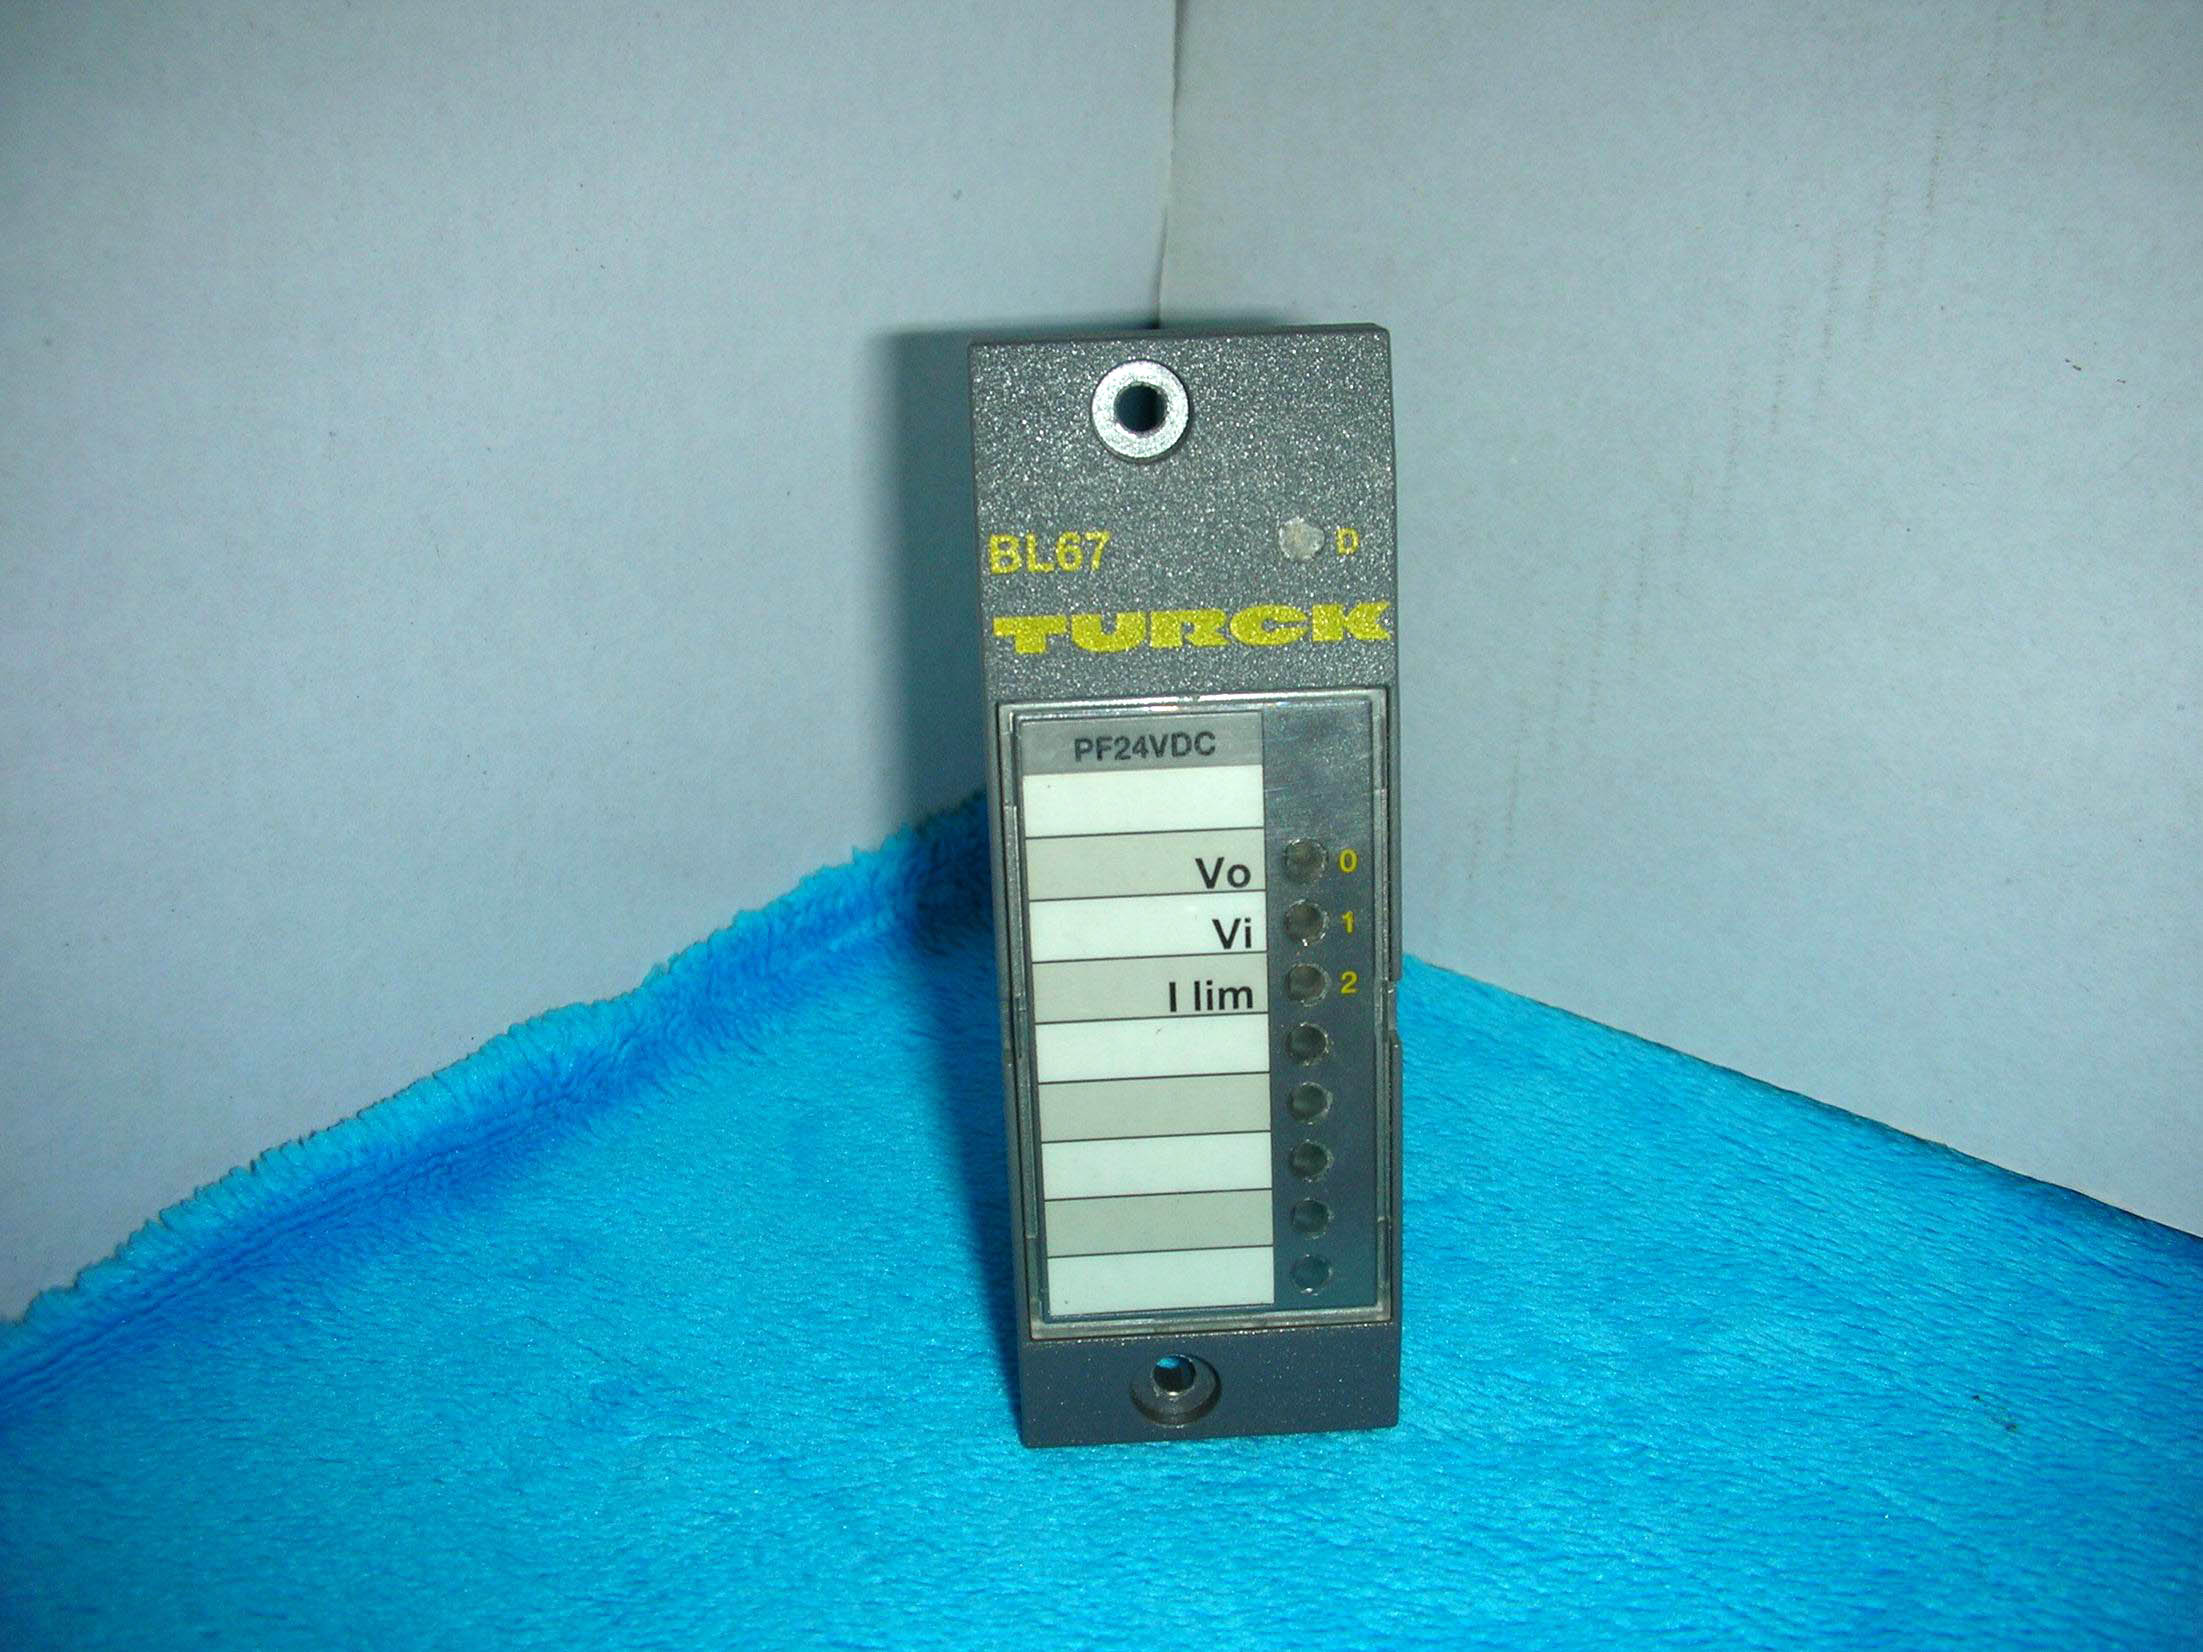 BL67 D
TURCK
PF24VDC
Vo 0
Vi 1
I lim 2